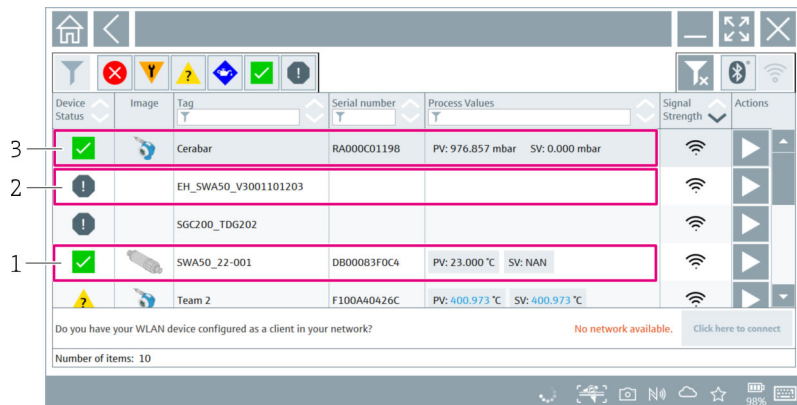 Device Status Image Tag Serial number Process Values Signal Strength Actions
3 Cerabar RA000C01198 PV: 976.857 mbar SV: 0.000 mbar
2 EH_SWA50_V3001101203
SGC200_TDG202
1 SWA50_22-001 DB00083F0C4 PV: 23.000 °C SV: NAN
? Team 2 F100A40426C PV: 400.973 °C SV: 400.973 °C
Do you have your WLAN device configured as a client in your network? No network available. Click here to connect
Number of items: 10
98%